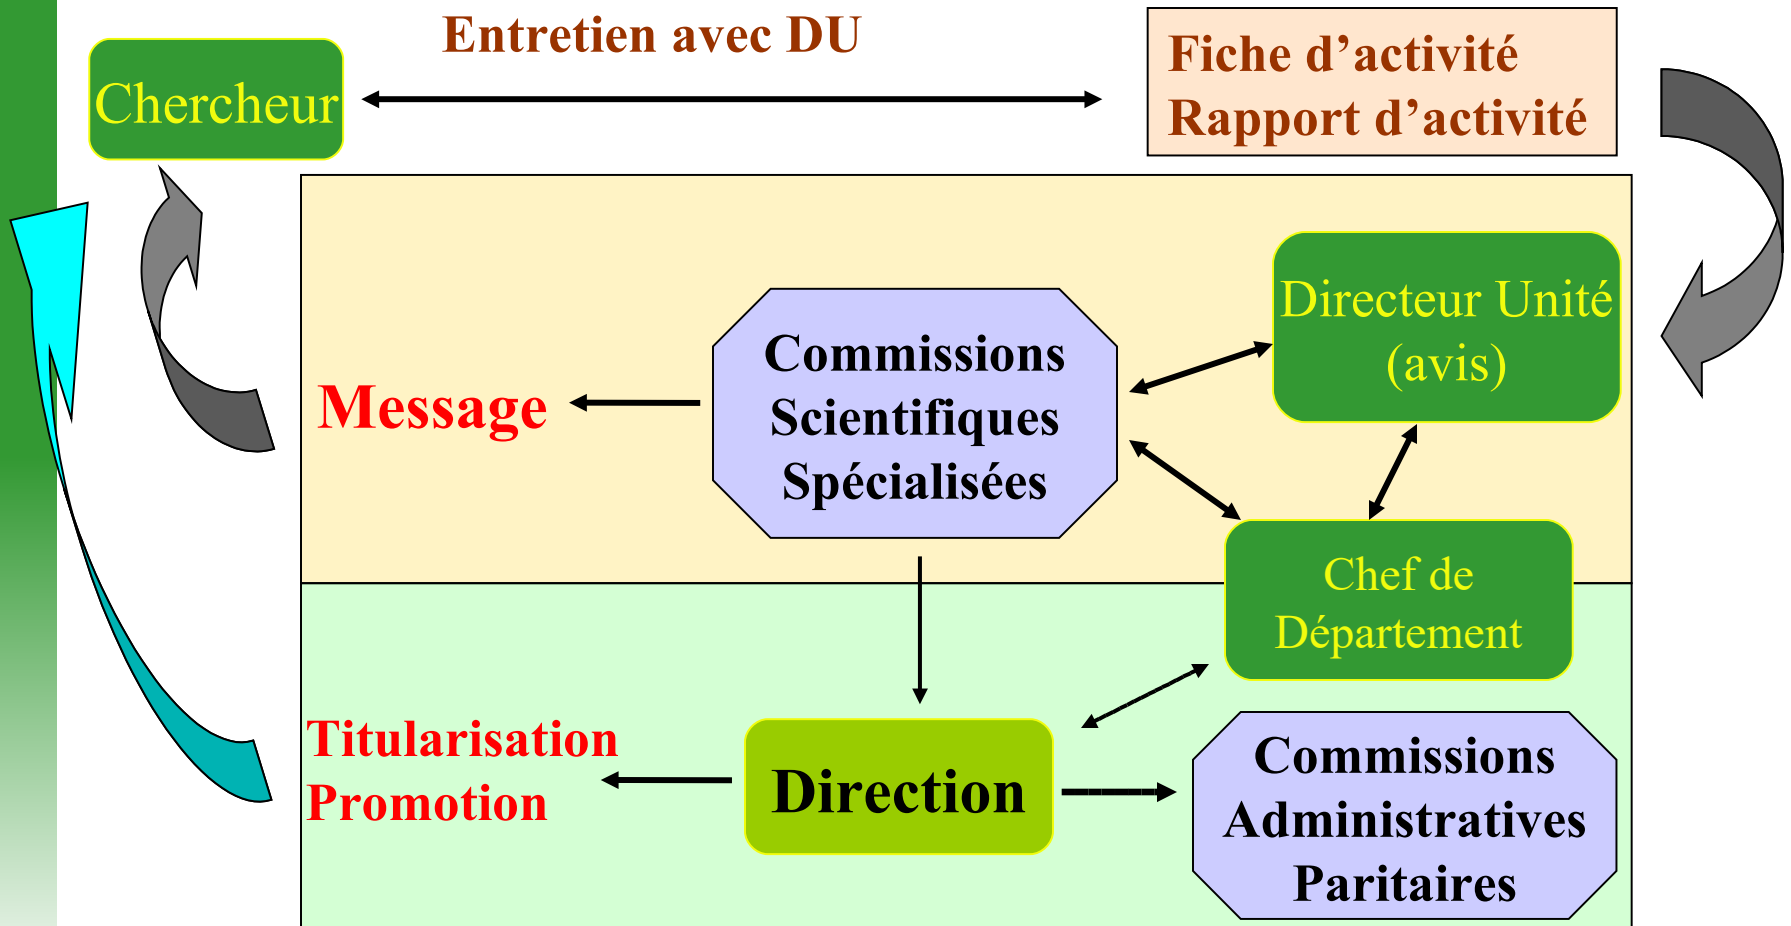 Entretien avec DU
Chercheur
Fiche d’activité
Rapport d’activité
Directeur Unité
(avis)
Commissions
Scientifiques
Spécialisées
Message
Chef de
Département
Titularisation
Promotion
Direction
Commissions
Administratives
Paritaires